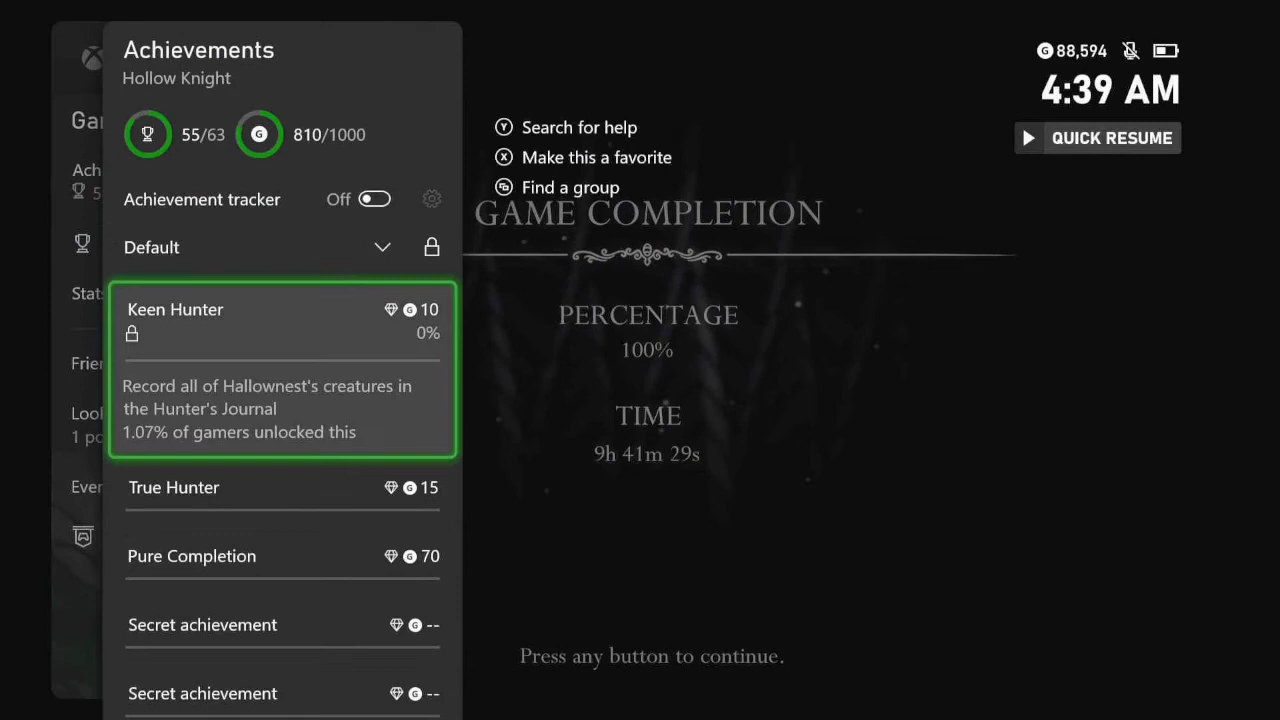 Achievements
Hollow Knight
55/63
810/1000
Achievement tracker
Off
Default
Keen Hunter
10
0%
Record all of Hallownest's creatures in
the Hunter's Journal
1.07% of gamers unlocked this
True Hunter
15
Pure Completion
70
Secret achievement
--
Secret achievement
--
Y Search for help
X Make this a favorite
Find a group
GAME COMPLETION
PERCENTAGE
100%
TIME
9h 41m 29s
Press any button to continue.
G 88,594
4:39 AM
QUICK RESUME